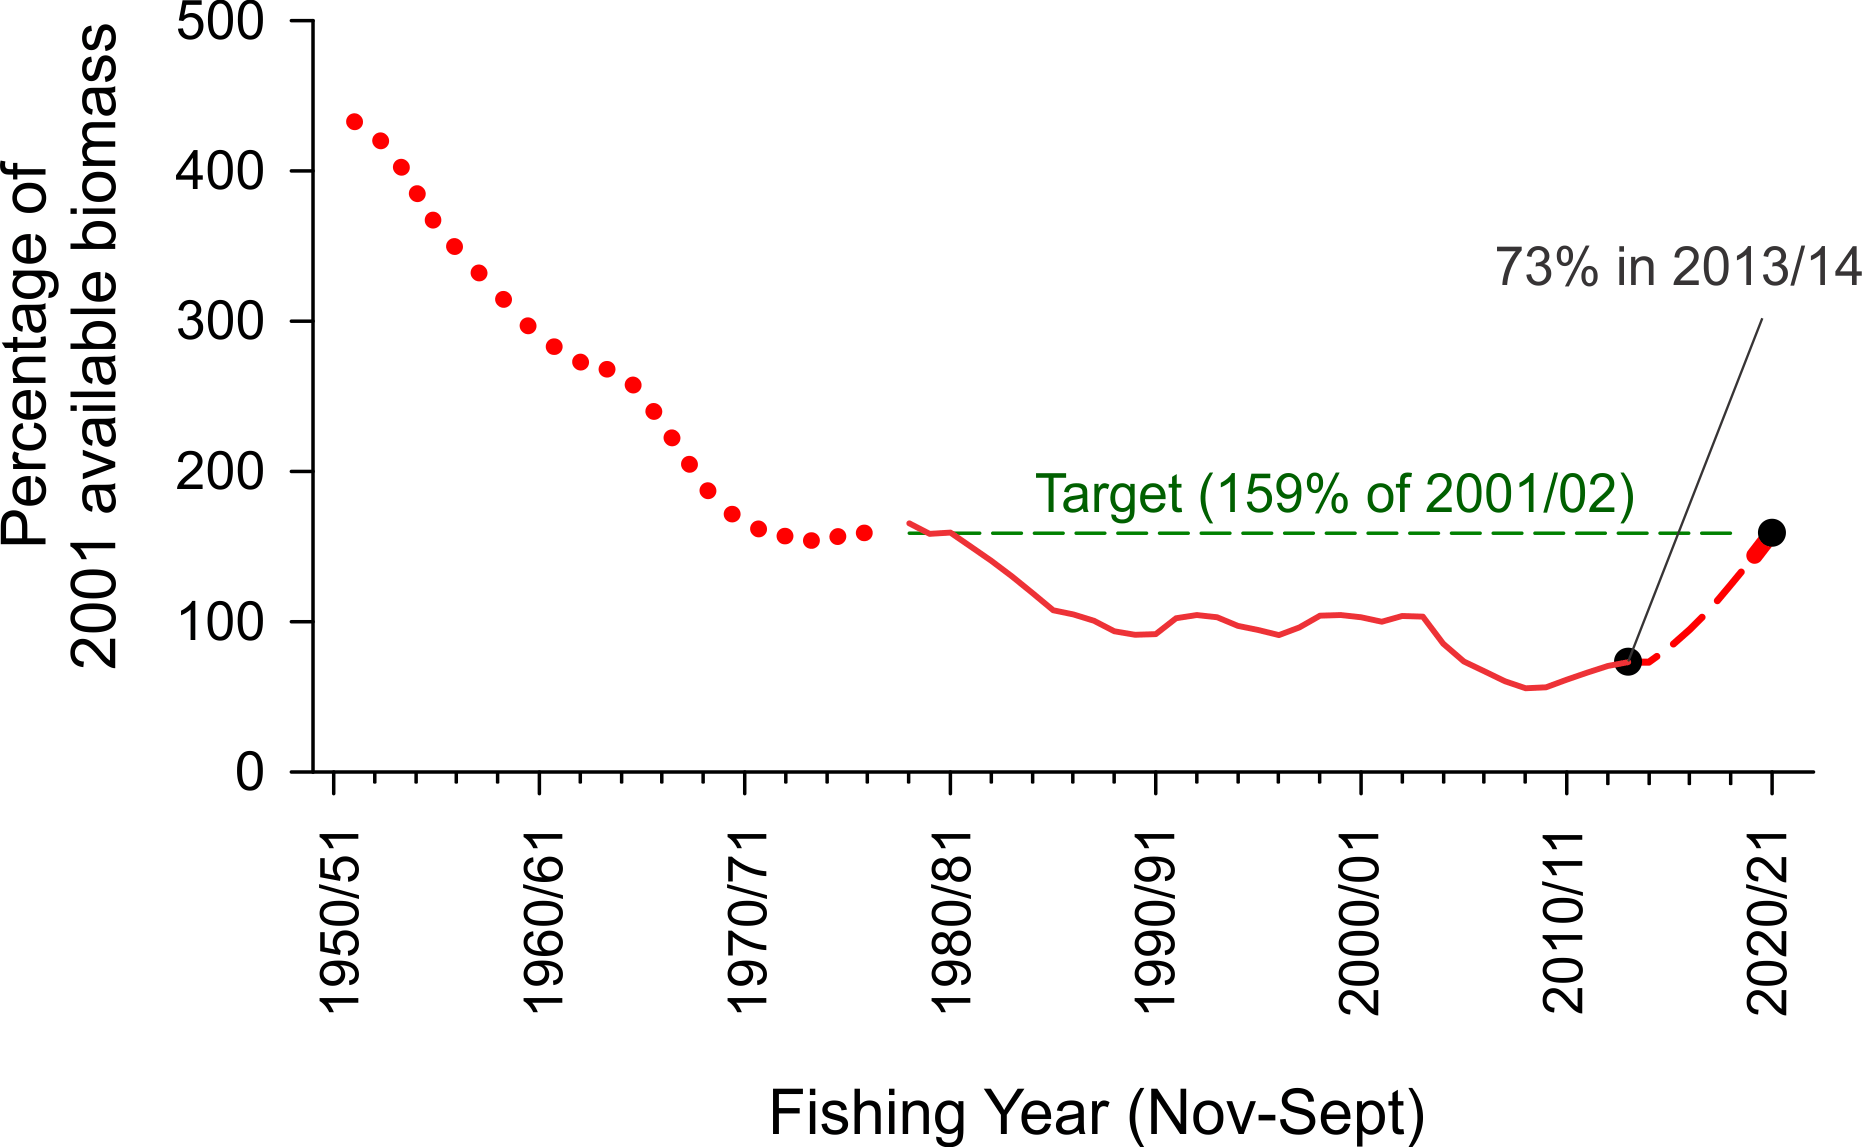 Percentage of
2001 available biomass
500
400
300
200
100
0
73% in 2013/14
Target (159% of 2001/02)
1950/51
1960/61
1970/71
1980/81
1990/91
2000/01
2010/11
2020/21
Fishing Year (Nov-Sept)